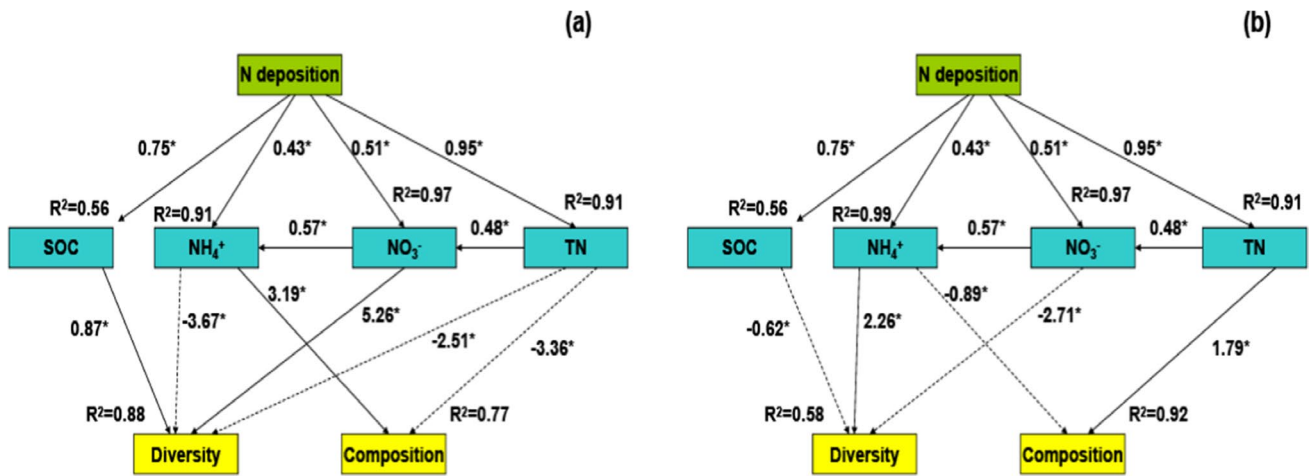 (a)
N deposition
0.75*
0.43*
0.51*
0.95*
R²=0.56
R²=0.91
R²=0.97
R²=0.91
SOC
NH₄⁺
0.57*
NO₃⁻
0.48*
TN
0.87*
-3.67*
3.19*
5.26*
-2.51*
-3.36*
R²=0.88
R²=0.77
Diversity
Composition
(b)
N deposition
0.75*
0.43*
0.51*
0.95*
R²=0.56
R²=0.99
R²=0.97
R²=0.91
SOC
NH₄⁺
0.57*
NO₃⁻
0.48*
TN
-0.62*
2.26*
-0.89*
-2.71*
1.79*
R²=0.58
R²=0.92
Diversity
Composition